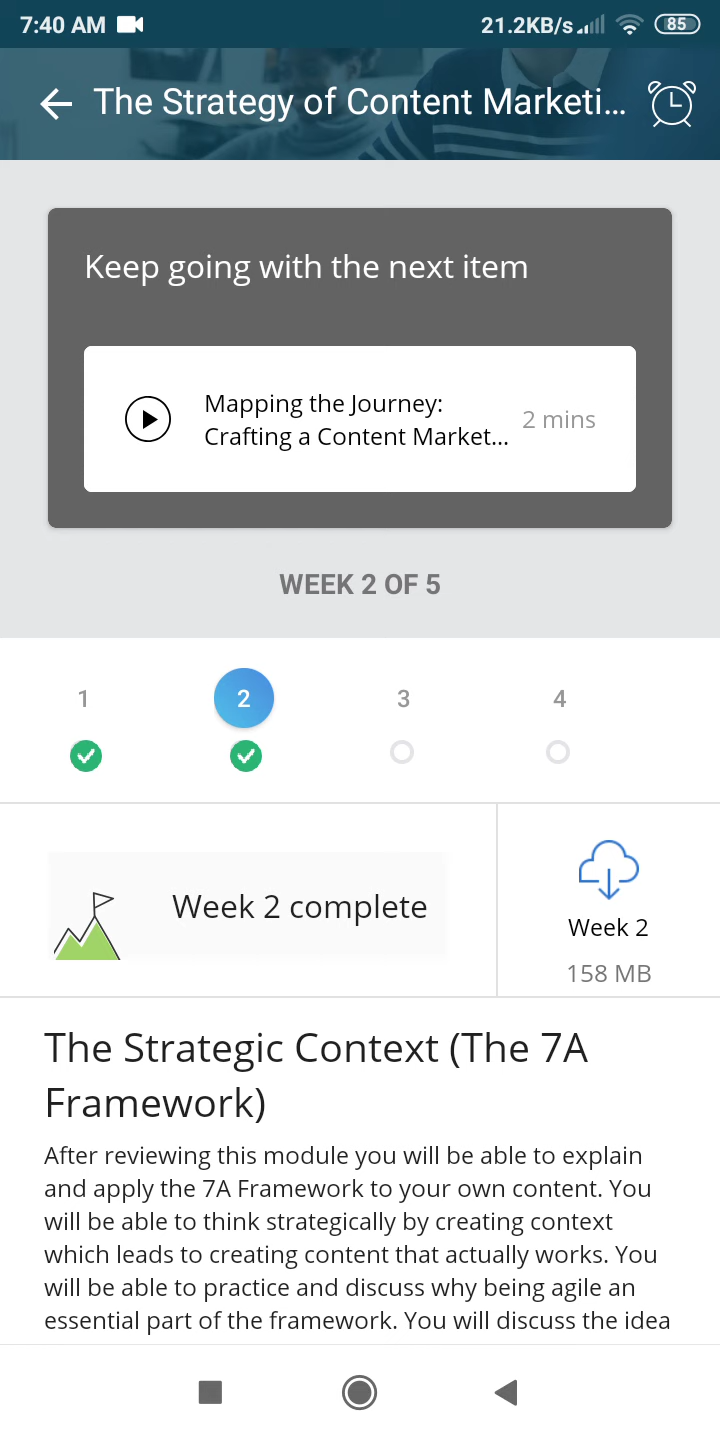 7:40 AM 21.2KB/s 85
The Strategy of Content Marketi...
Keep going with the next item
Mapping the Journey:
Crafting a Content Market...
2 mins
WEEK 2 OF 5
1 2 3 4
Week 2 complete
Week 2
158 MB
The Strategic Context (The 7A
Framework)
After reviewing this module you will be able to explain
and apply the 7A Framework to your own content. You
will be able to think strategically by creating context
which leads to creating content that actually works. You
will be able to practice and discuss why being agile an
essential part of the framework. You will discuss the idea